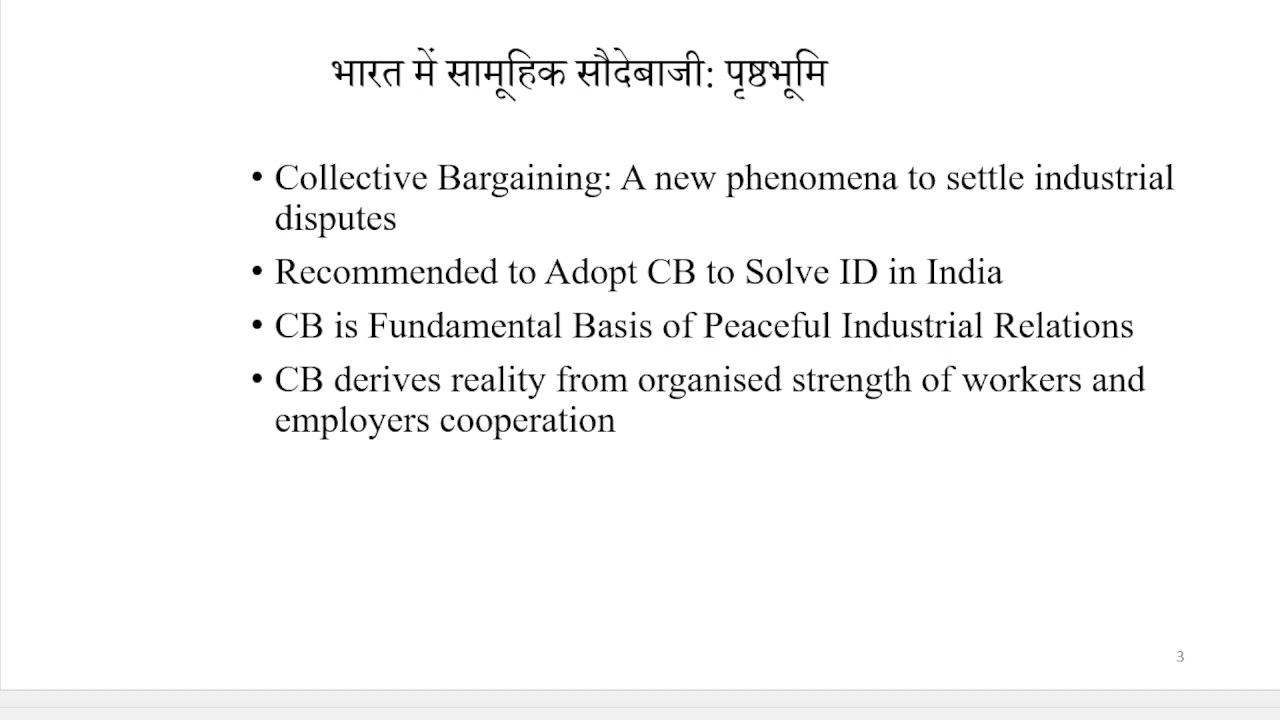 भारत में सामूहिक सौदेबाजी: पृष्ठभूमि
• Collective Bargaining: A new phenomena to settle industrial
disputes
• Recommended to Adopt CB to Solve ID in India
• CB is Fundamental Basis of Peaceful Industrial Relations
• CB derives reality from organised strength of workers and
employers cooperation
3